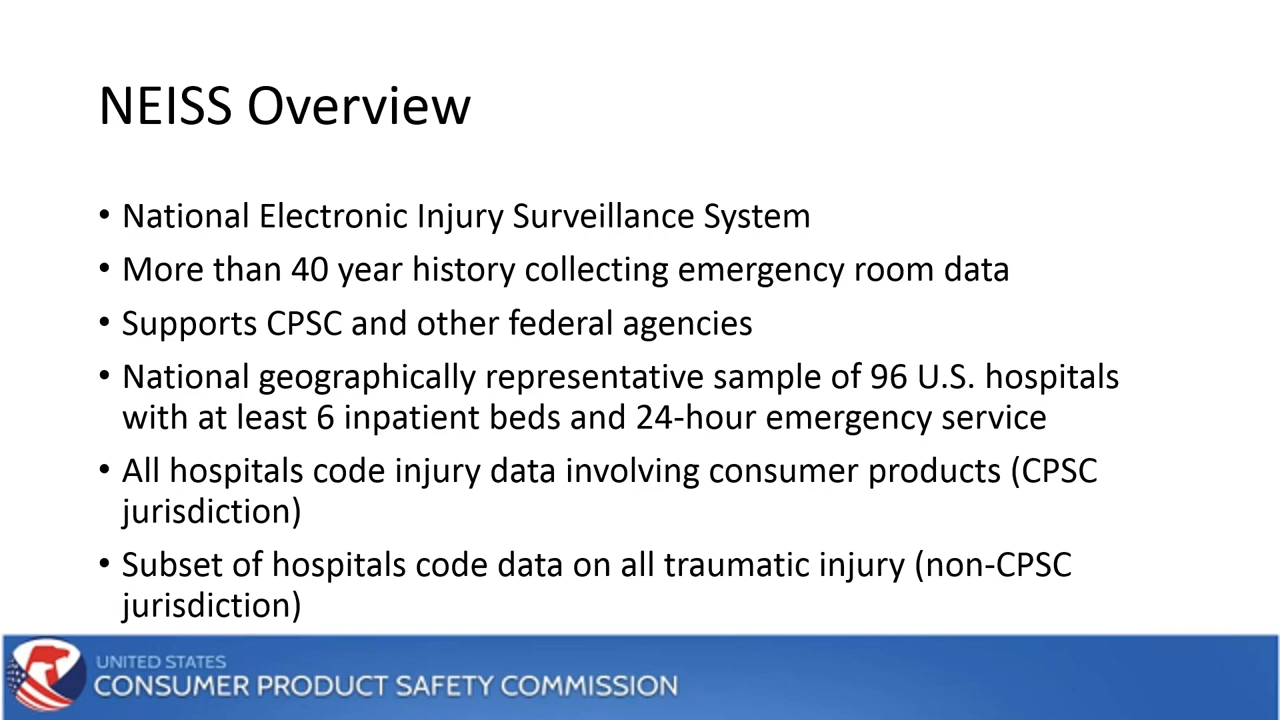 NEISS Overview
• National Electronic Injury Surveillance System
• More than 40 year history collecting emergency room data
• Supports CPSC and other federal agencies
• National geographically representative sample of 96 U.S. hospitals
with at least 6 inpatient beds and 24-hour emergency service
• All hospitals code injury data involving consumer products (CPSC
jurisdiction)
• Subset of hospitals code data on all traumatic injury (non-CPSC
jurisdiction)
UNITED STATES
CONSUMER PRODUCT SAFETY COMMISSION